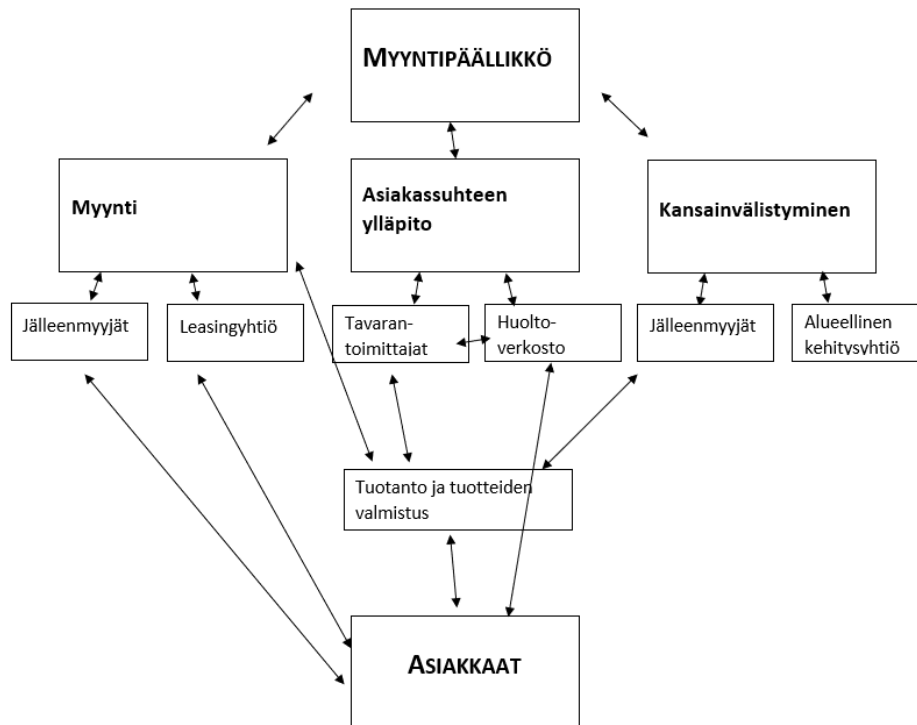 MYYNTIPÄÄLLIKKÖ
Myynti
Asiakassuhteen
ylläpito
Kansainvälistyminen
Jälleenmyyjät
Leasingyhtiö
Tavaran-
toimittajat
Huolto-
verkosto
Jälleenmyyjät
Alueellinen
kehitysyhtiö
Tuotanto ja tuotteiden
valmistus
ASIAKKAAT